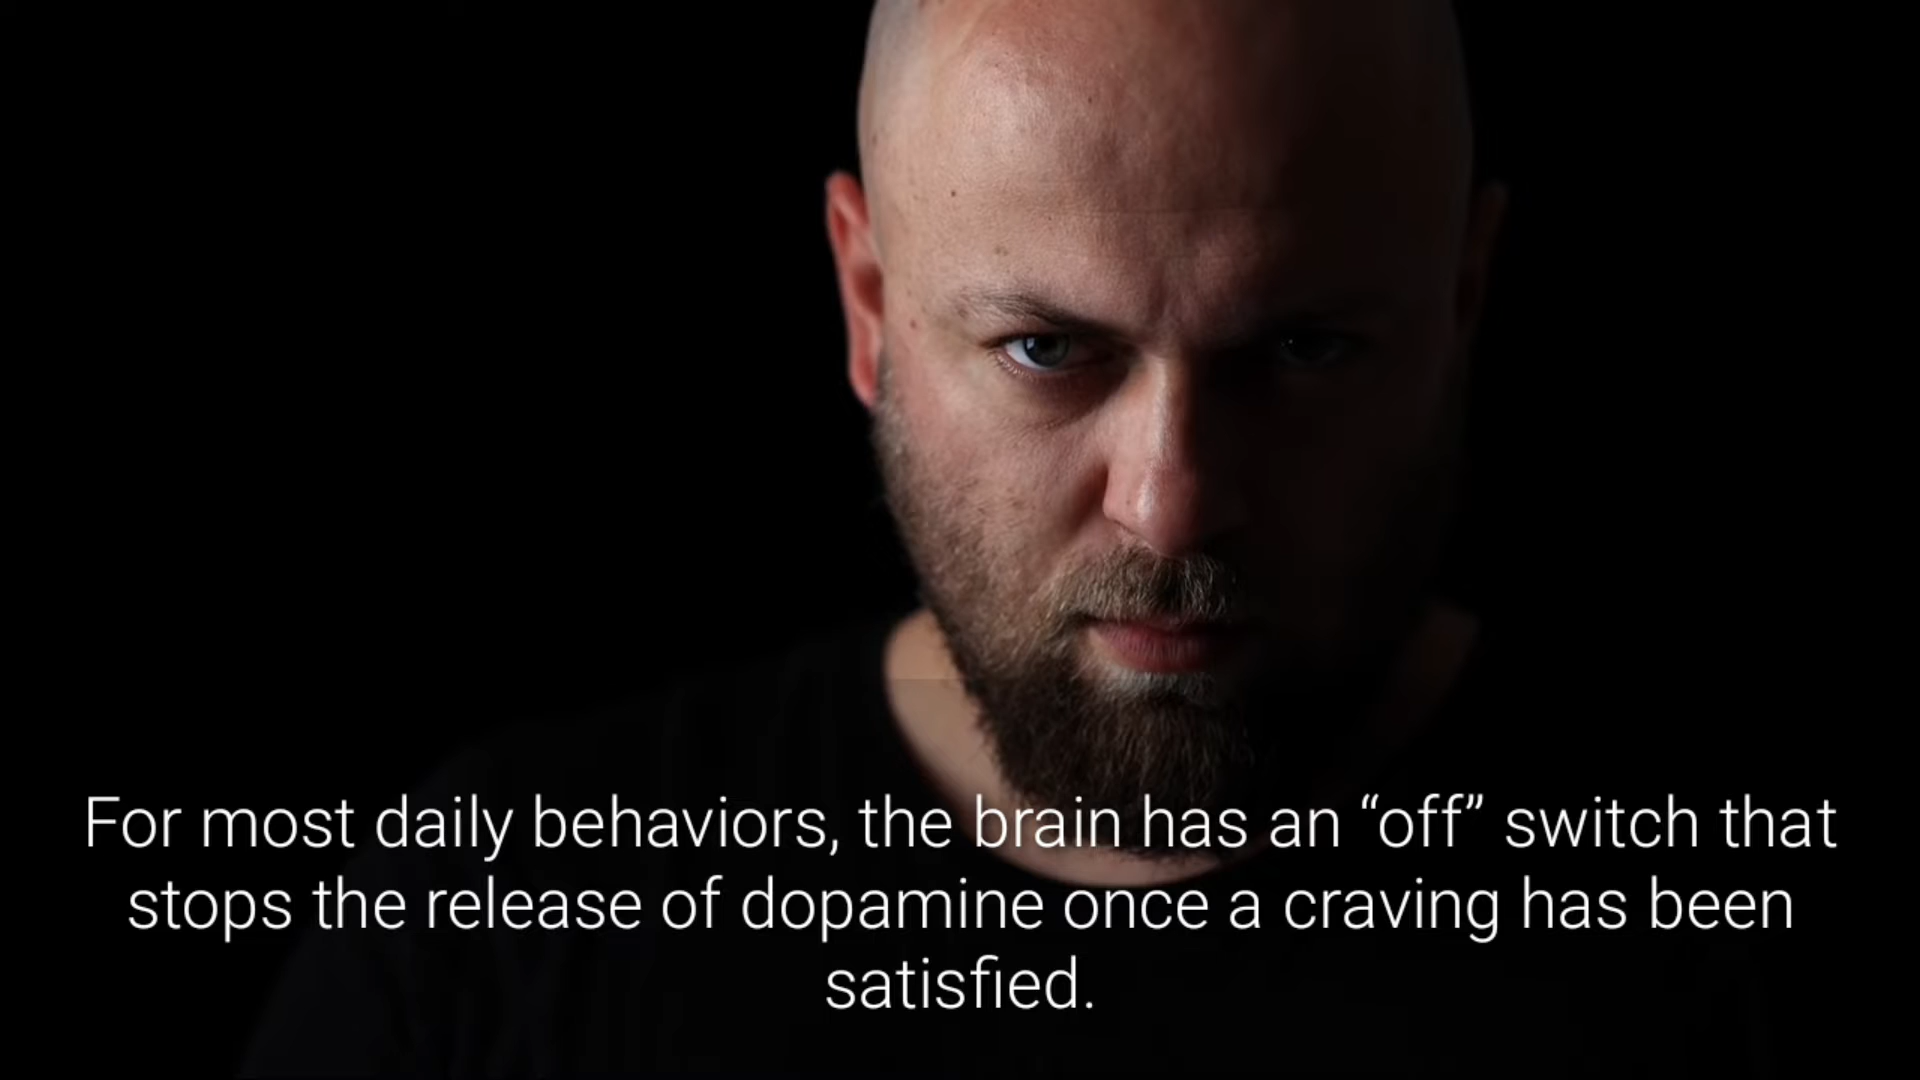 For most daily behaviors, the brain has an “off” switch that
stops the release of dopamine once a craving has been
satisfied.